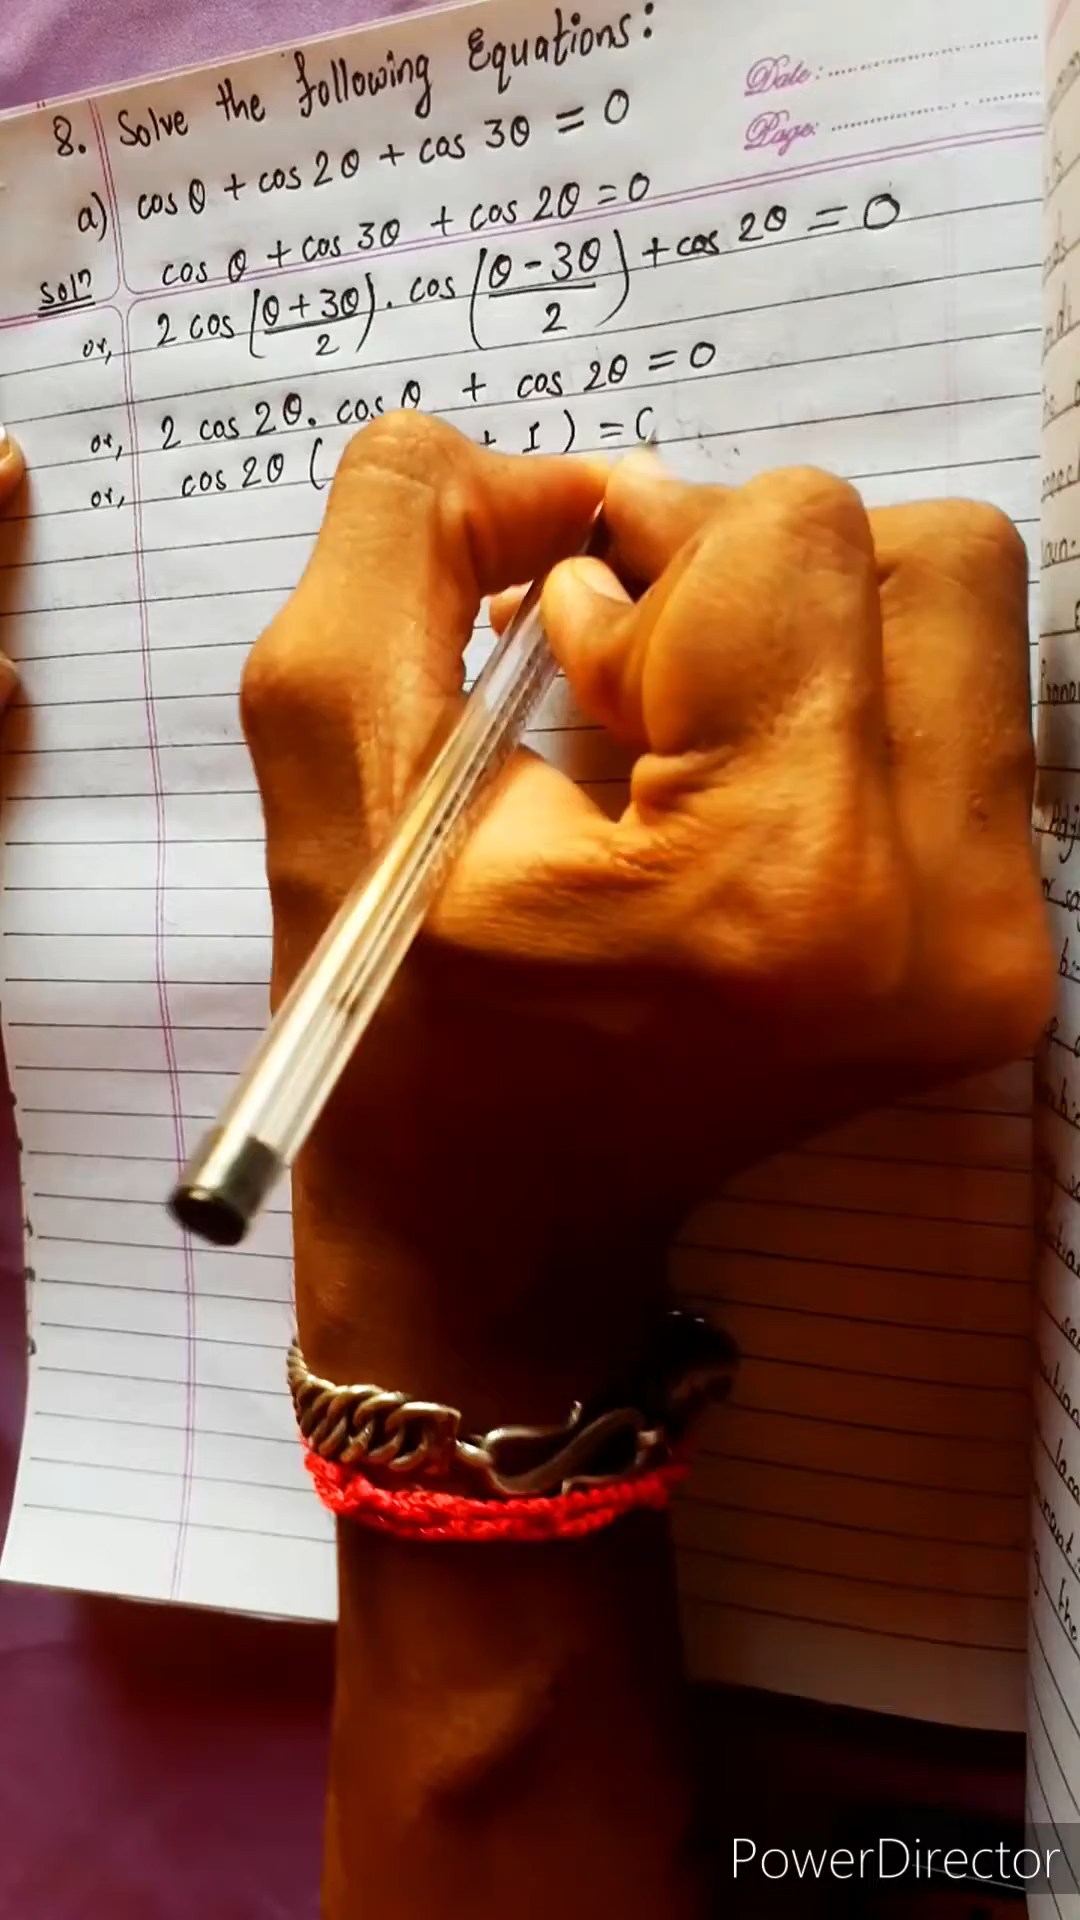 8. Solve the following Equations:
Date:
Page:
a) cos θ + cos 2θ + cos 3θ = 0
Solⁿ cos θ + cos 3θ + cos 2θ = 0
or, 2 cos (θ + 3θ / 2) . cos (θ - 3θ / 2) + cos 2θ = 0
or, 2 cos 2θ. cos θ + cos 2θ = 0
or, cos 2θ ( + 1 ) =
PowerDirector